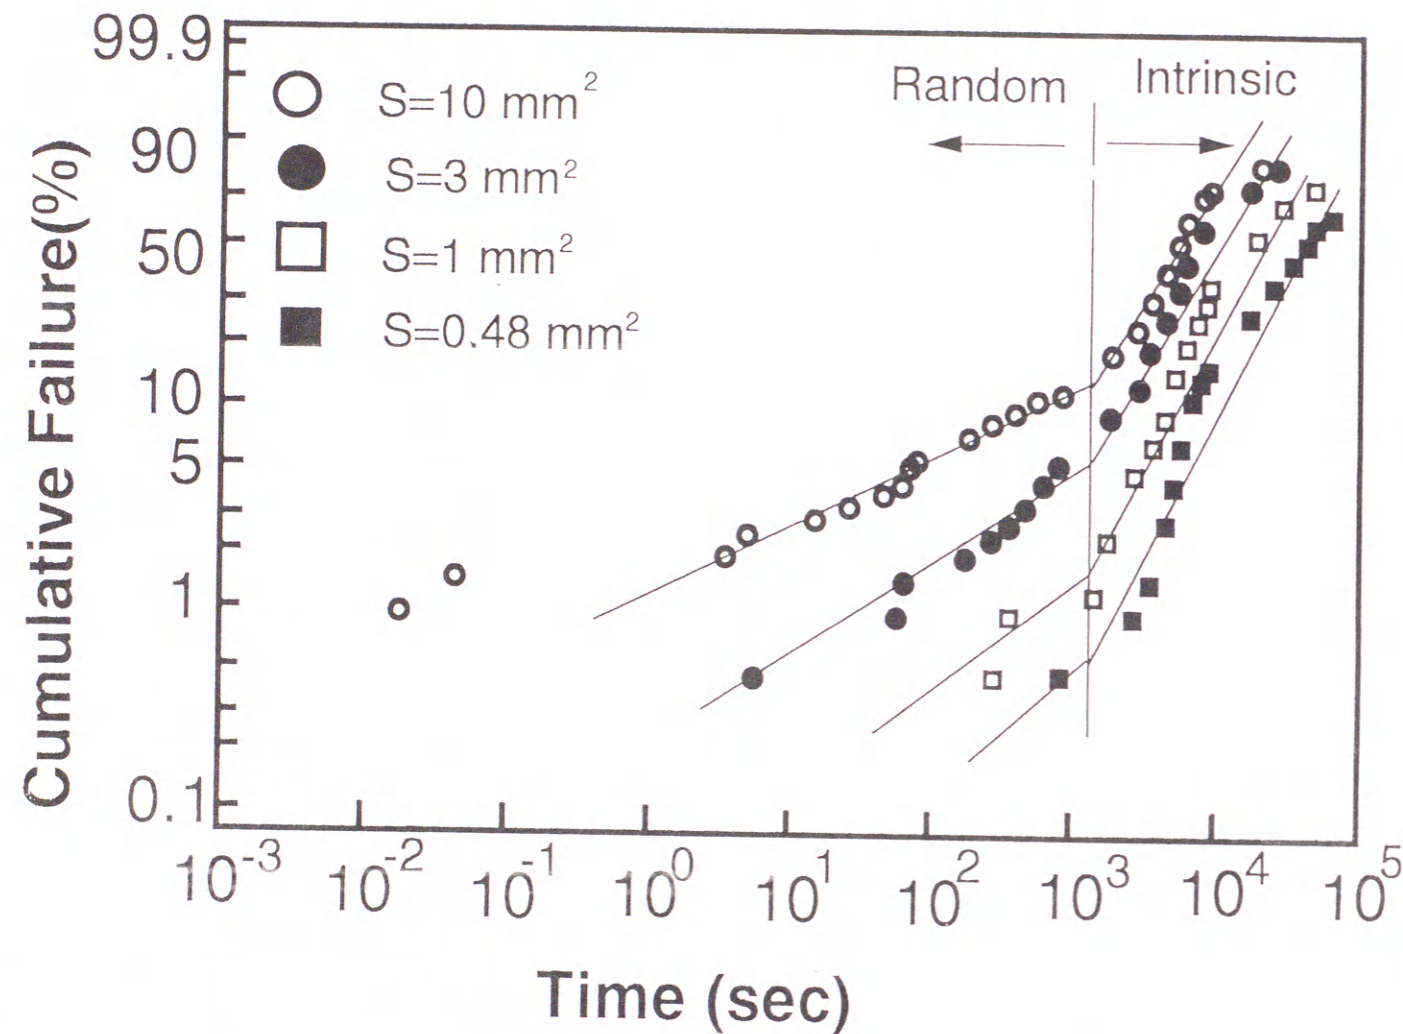 99.9
90
50
10
5
1
0.1
Cumulative Failure(%)
S=10 mm²
S=3 mm²
S=1 mm²
S=0.48 mm²
Random
Intrinsic
10⁻³ 10⁻² 10⁻¹ 10⁰ 10¹ 10² 10³ 10⁴ 10⁵
Time (sec)